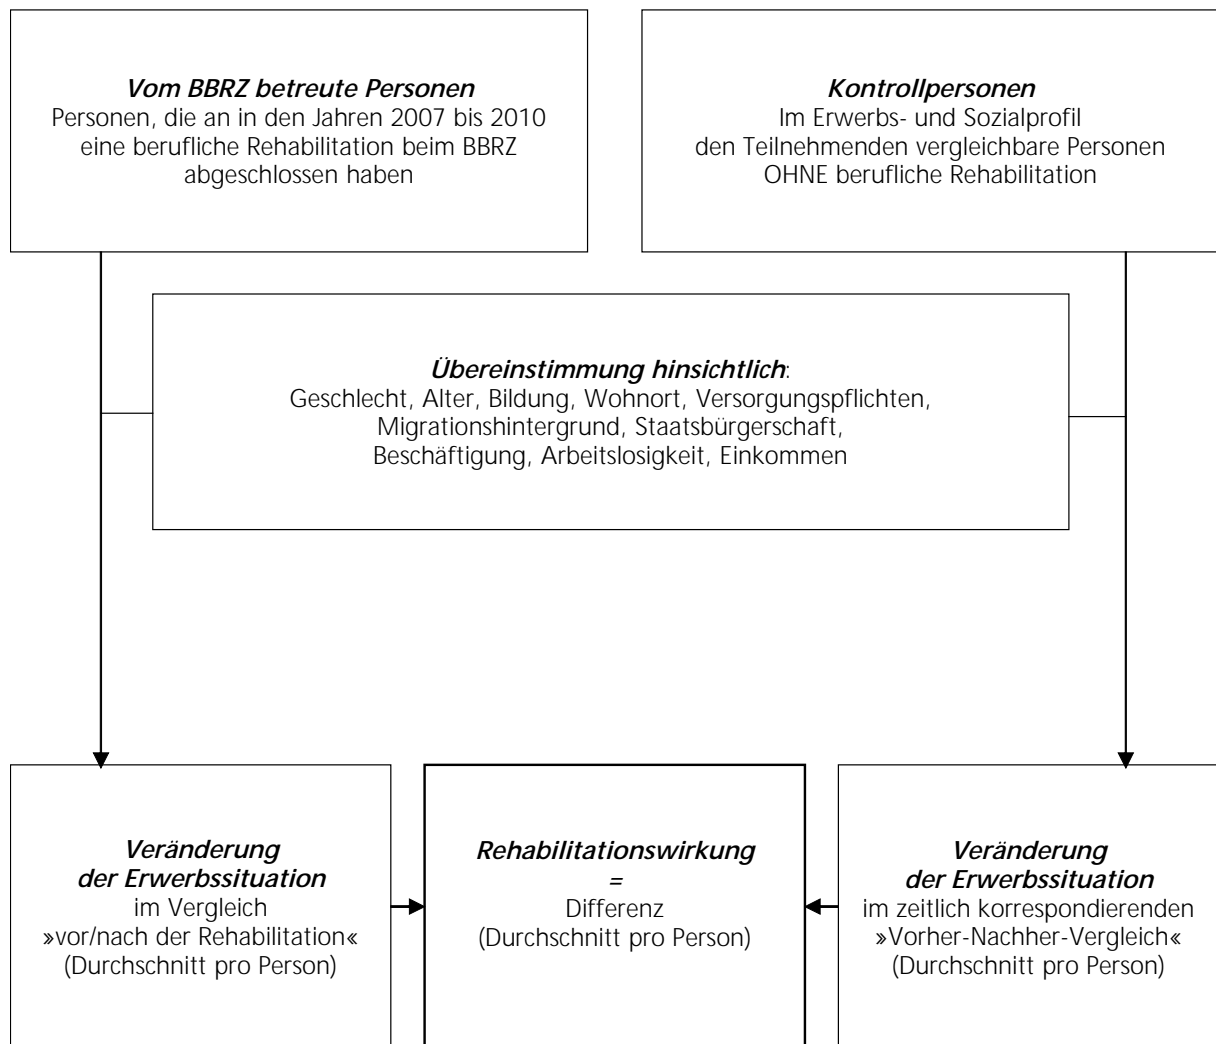 Vom BBRZ betreute Personen
Personen, die an in den Jahren 2007 bis 2010
eine berufliche Rehabilitation beim BBRZ
abgeschlossen haben
Kontrollpersonen
Im Erwerbs- und Sozialprofil
den Teilnehmenden vergleichbare Personen
OHNE berufliche Rehabilitation
Übereinstimmung hinsichtlich:
Geschlecht, Alter, Bildung, Wohnort, Versorgungspflichten,
Migrationshintergrund, Staatsbürgerschaft,
Beschäftigung, Arbeitslosigkeit, Einkommen
Veränderung
der Erwerbssituation
im Vergleich
»vor/nach der Rehabilitation«
(Durchschnitt pro Person)
Rehabilitationswirkung
=
Differenz
(Durchschnitt pro Person)
Veränderung
der Erwerbssituation
im zeitlich korrespondierenden
»Vorher-Nachher-Vergleich«
(Durchschnitt pro Person)